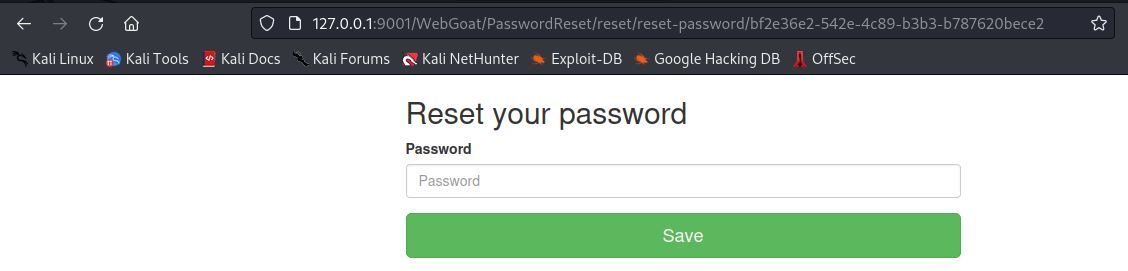 127.0.0.1:9001/WebGoat/PasswordReset/reset/reset-password/bf2e36e2-542e-4c89-b3b3-b787620bece2
Kali Linux Kali Tools Kali Docs Kali Forums Kali NetHunter Exploit-DB Google Hacking DB OffSec
Reset your password
Password
Password
Save